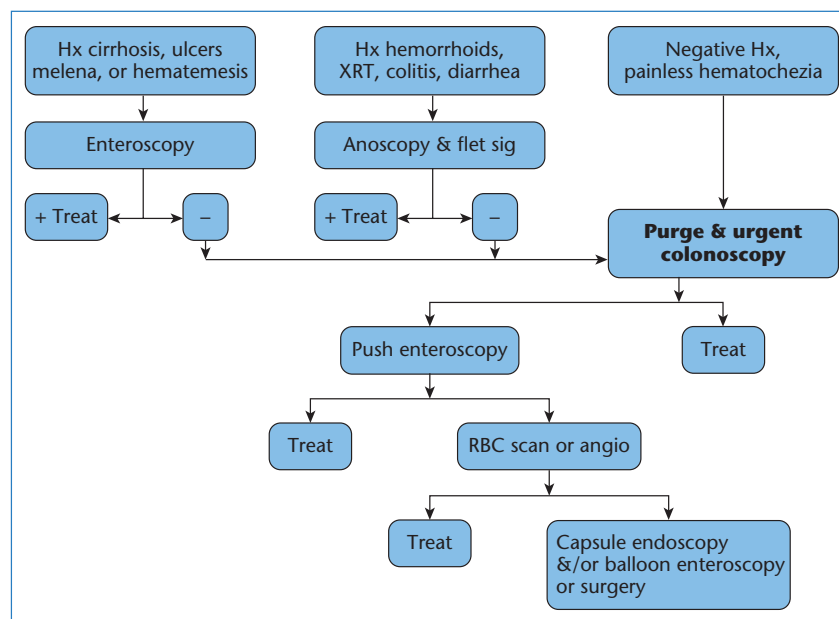 Hx cirrhosis, ulcers
melena, or hematemesis
Hx hemorrhoids,
XRT, colitis, diarrhea
Negative Hx,
painless hematochezia
Enteroscopy
Anoscopy & flet sig
+ Treat
–
+ Treat
–
Purge & urgent
colonoscopy
Push enteroscopy
Treat
Treat
RBC scan or angio
Treat
Capsule endoscopy
&/or balloon enteroscopy
or surgery